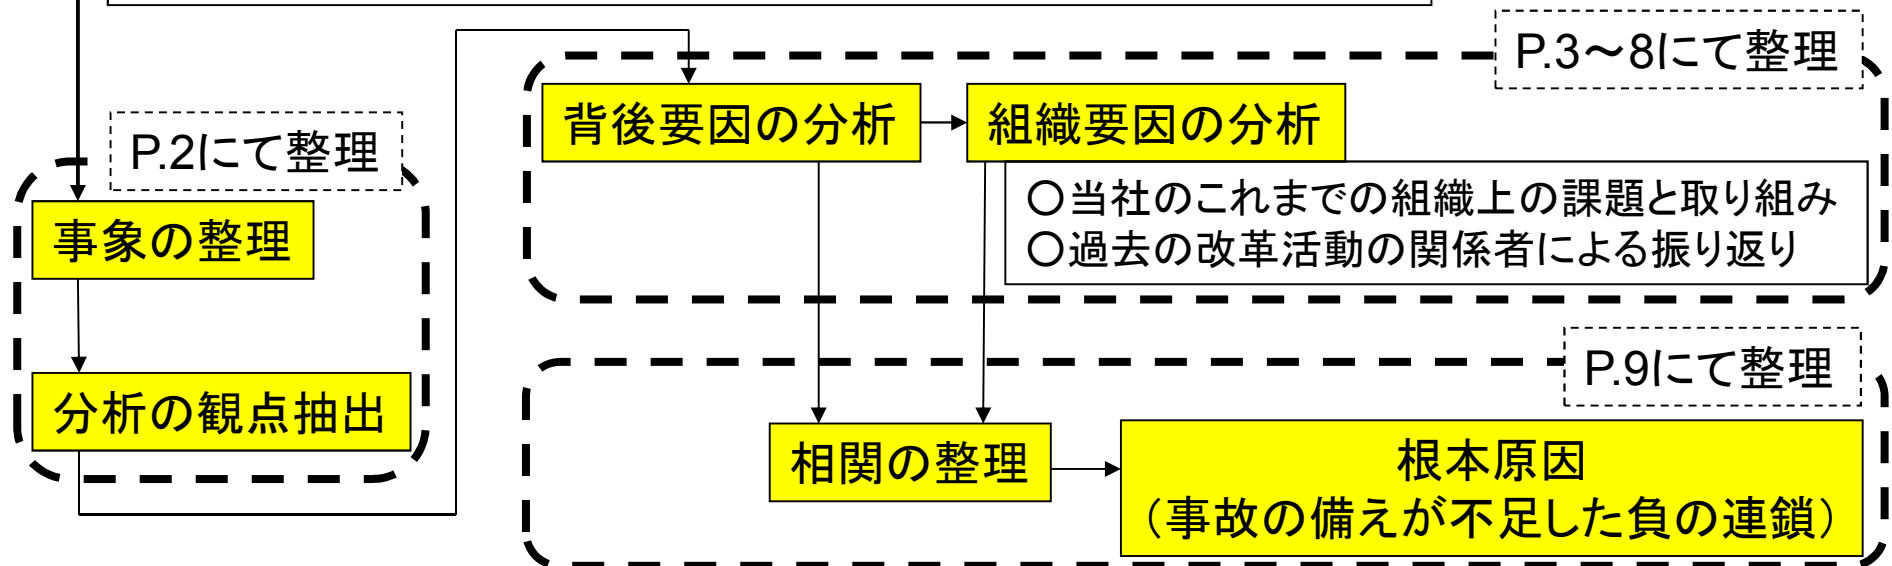 P.2にて整理
事象の整理
分析の観点抽出
P.3～8にて整理
背後要因の分析
組織要因の分析
○当社のこれまでの組織上の課題と取り組み
○過去の改革活動の関係者による振り返り
P.9にて整理
相関の整理
根本原因
（事故の備えが不足した負の連鎖）